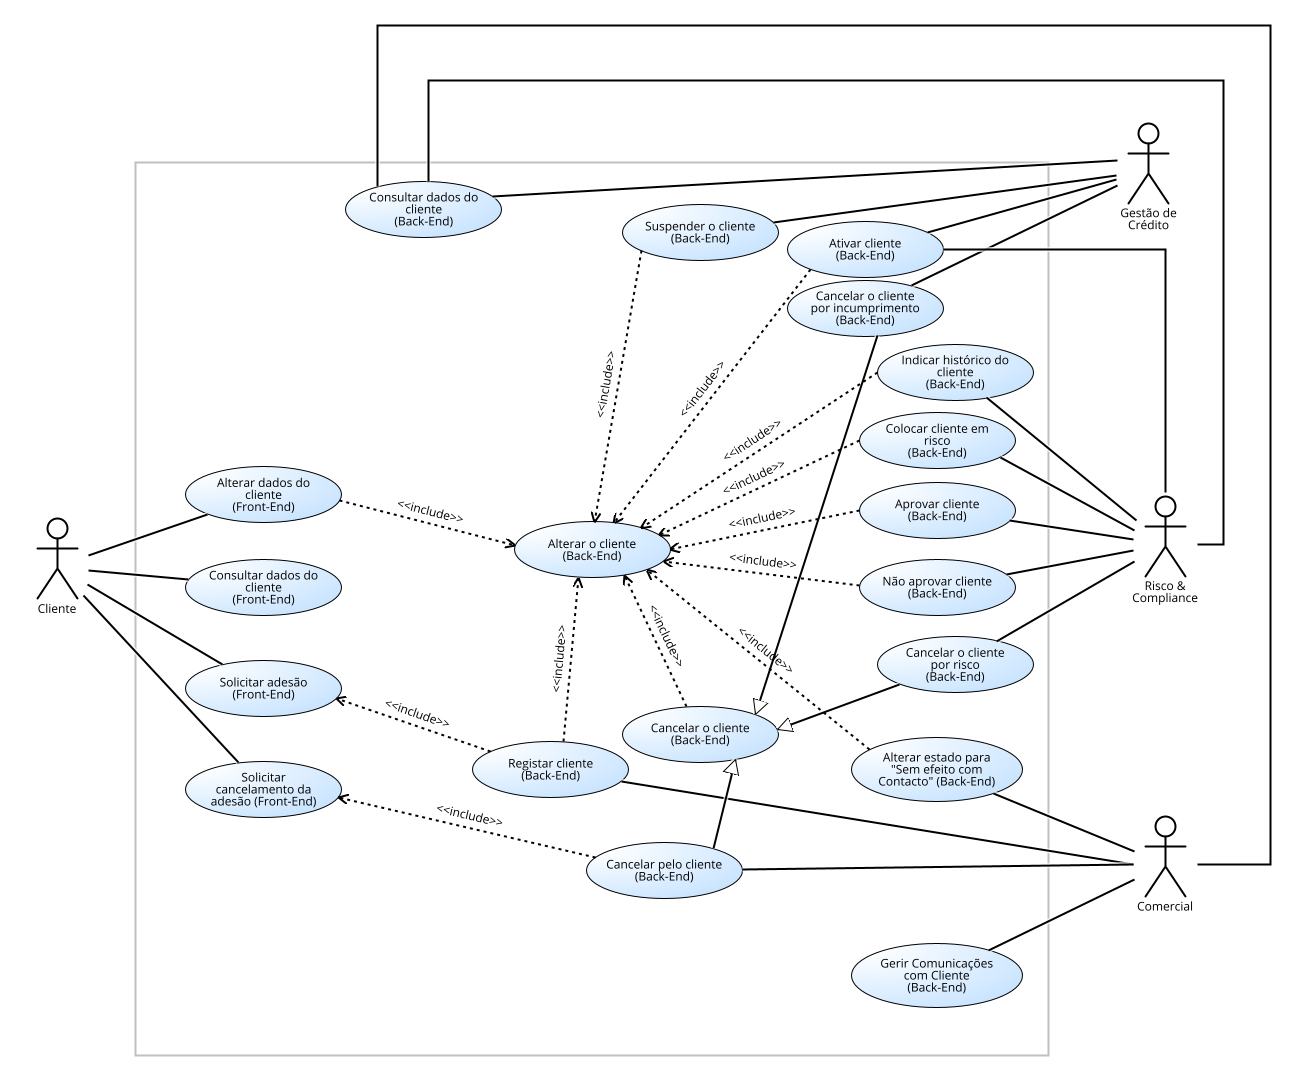 Gestão de
Crédito
Consultar dados do
cliente
(Back-End)
Suspender o cliente
(Back-End)
Ativar cliente
(Back-End)
Cancelar o cliente
por incumprimento
(Back-End)
<<include>>
<<include>>
Indicar histórico do
cliente
(Back-End)
<<include>>
Colocar cliente em
risco
(Back-End)
<<include>>
Alterar dados do
cliente
(Front-End)
<<include>>
Aprovar cliente
(Back-End)
<<include>>
Alterar o cliente
(Back-End)
<<include>>
Não aprovar cliente
(Back-End)
Risco &
Compliance
Cliente
Consultar dados do
cliente
(Front-End)
<<include>>
<<include>>
<<include>>
Cancelar o cliente
por risco
(Back-End)
Solicitar adesão
(Front-End)
<<include>>
Cancelar o cliente
(Back-End)
Registar cliente
(Back-End)
Alterar estado para
"Sem efeito com
Contacto" (Back-End)
Solicitar
cancelamento da
adesão (Front-End)
<<include>>
Cancelar pelo cliente
(Back-End)
Comercial
Gerir Comunicações
com Cliente
(Back-End)